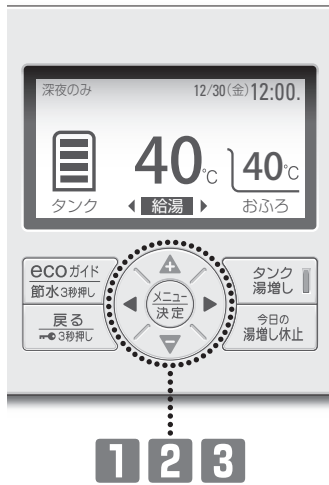 深夜のみ 12/30(金)12:00.
40℃ 40℃
タンク 給湯 おふろ
ecoガイド
節水3秒押し
戻る
3秒押し
メニュー
決定
タンク
湯増し
今日の
湯増し休止
1 2 3